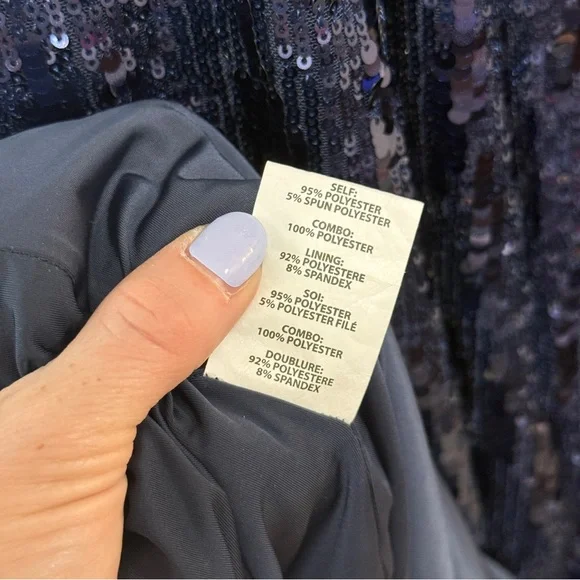 SELF:
95% POLYESTER
5% SPUN POLYESTER
COMBO:
100% POLYESTER
LINING:
92% POLYESTERE
8% SPANDEX
SOI:
95% POLYESTER
5% POLYESTER FILÉ
COMBO:
100% POLYESTER
DOUBLURE:
92% POLYESTERE
8% SPANDEX